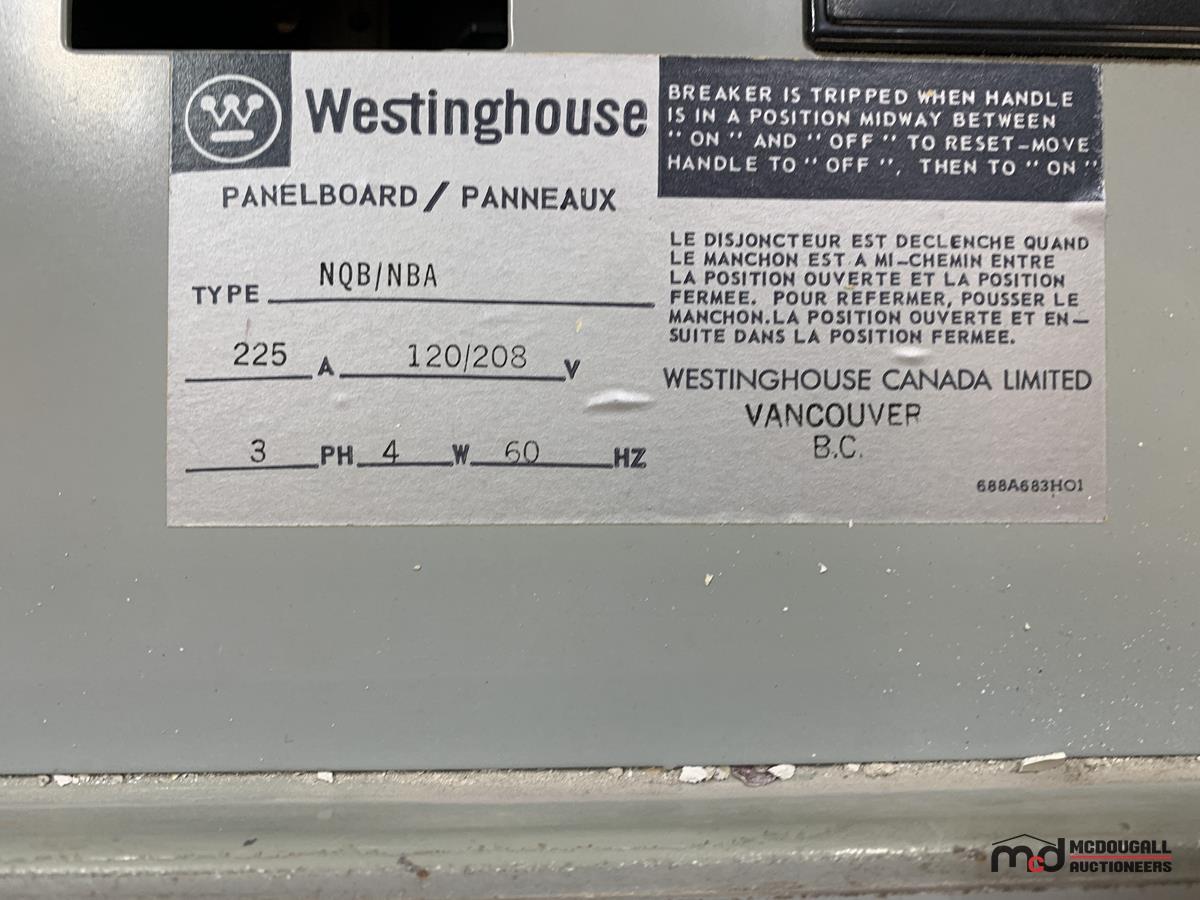 W
Westinghouse
PANELBOARD / PANNEAUX
TYPE NQB/NBA
225 A 120/208 V
3 PH 4 W 60 HZ
BREAKER IS TRIPPED WHEN HANDLE
IS IN A POSITION MIDWAY BETWEEN
" ON " AND " OFF " TO RESET-MOVE
HANDLE TO " OFF ", THEN TO " ON "
LE DISJONCTEUR EST DECLENCHE QUAND
LE MANCHON EST A MI-CHEMIN ENTRE
LA POSITION OUVERTE ET LA POSITION
FERMEE. POUR REFERMER, POUSSER LE
MANCHON.LA POSITION OUVERTE ET EN-
SUITE DANS LA POSITION FERMEE.
WESTINGHOUSE CANADA LIMITED
VANCOUVER
B.C.
688A683H01
mcd MCDOUGALL
AUCTIONEERS